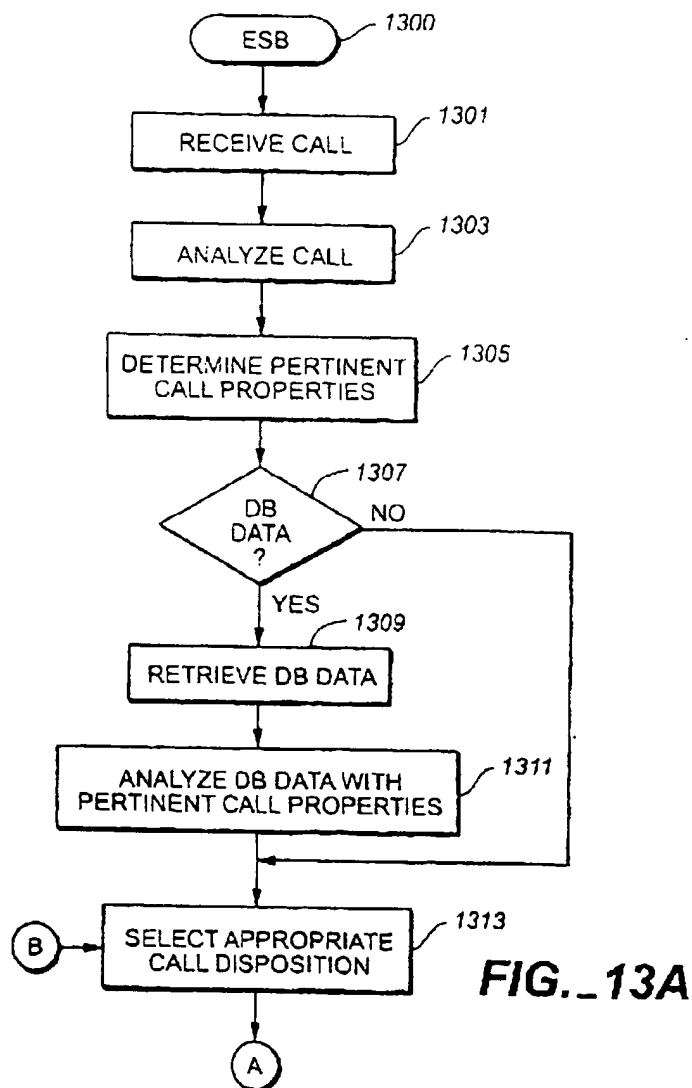 ESB
1300
RECEIVE CALL
1301
ANALYZE CALL
1303
DETERMINE PERTINENT
CALL PROPERTIES
1305
DB
DATA
?
1307
NO
YES
1309
RETRIEVE DB DATA
ANALYZE DB DATA WITH
PERTINENT CALL PROPERTIES
1311
B
SELECT APPROPRIATE
CALL DISPOSITION
1313
FIG._13A
A